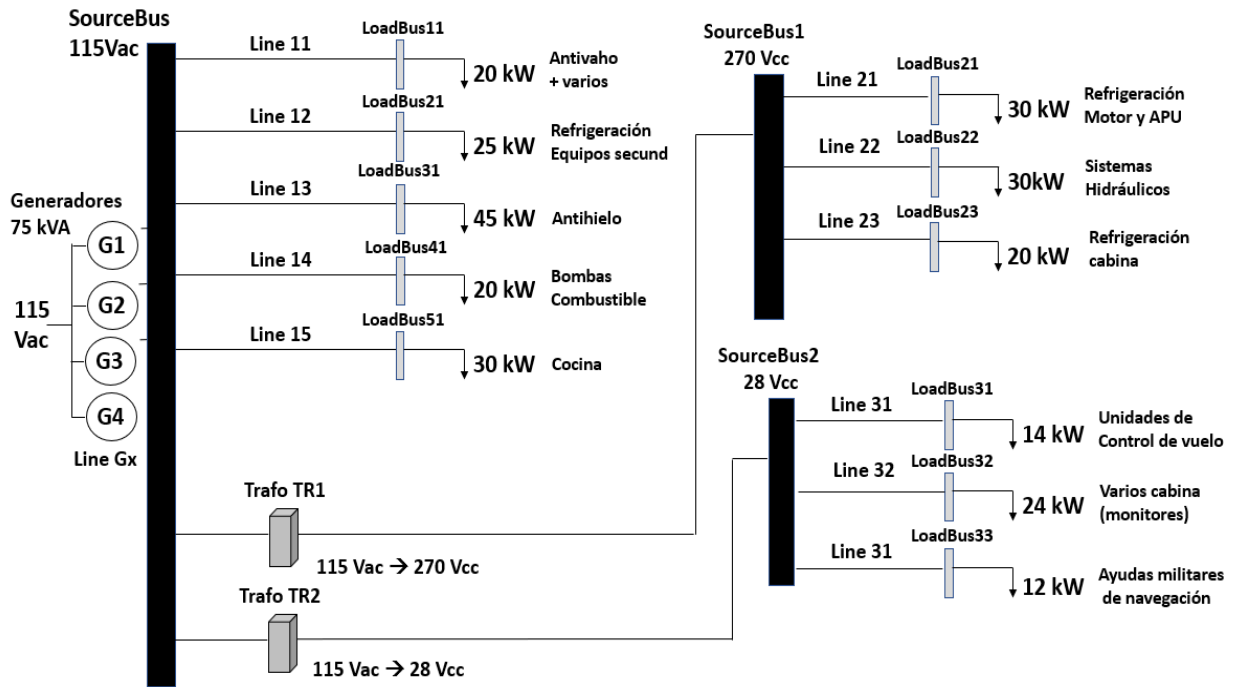 SourceBus
115Vac
Line 11
LoadBus11
20 kW
Antivaho
+ varios
Line 12
LoadBus21
25 kW
Refrigeración
Equipos secund
Line 13
LoadBus31
45 kW
Antihielo
Line 14
LoadBus41
20 kW
Bombas
Combustible
Line 15
LoadBus51
30 kW
Cocina
Generadores
75 kVA
G1
G2
G3
G4
115
Vac
Line Gx
Trafo TR1
115 Vac → 270 Vcc
Trafo TR2
115 Vac → 28 Vcc
SourceBus1
270 Vcc
Line 21
LoadBus21
30 kW
Refrigeración
Motor y APU
Line 22
LoadBus22
30kW
Sistemas
Hidráulicos
Line 23
LoadBus23
20 kW
Refrigeración
cabina
SourceBus2
28 Vcc
Line 31
LoadBus31
14 kW
Unidades de
Control de vuelo
Line 32
LoadBus32
24 kW
Varios cabina
(monitores)
Line 31
LoadBus33
12 kW
Ayudas militares
de navegación